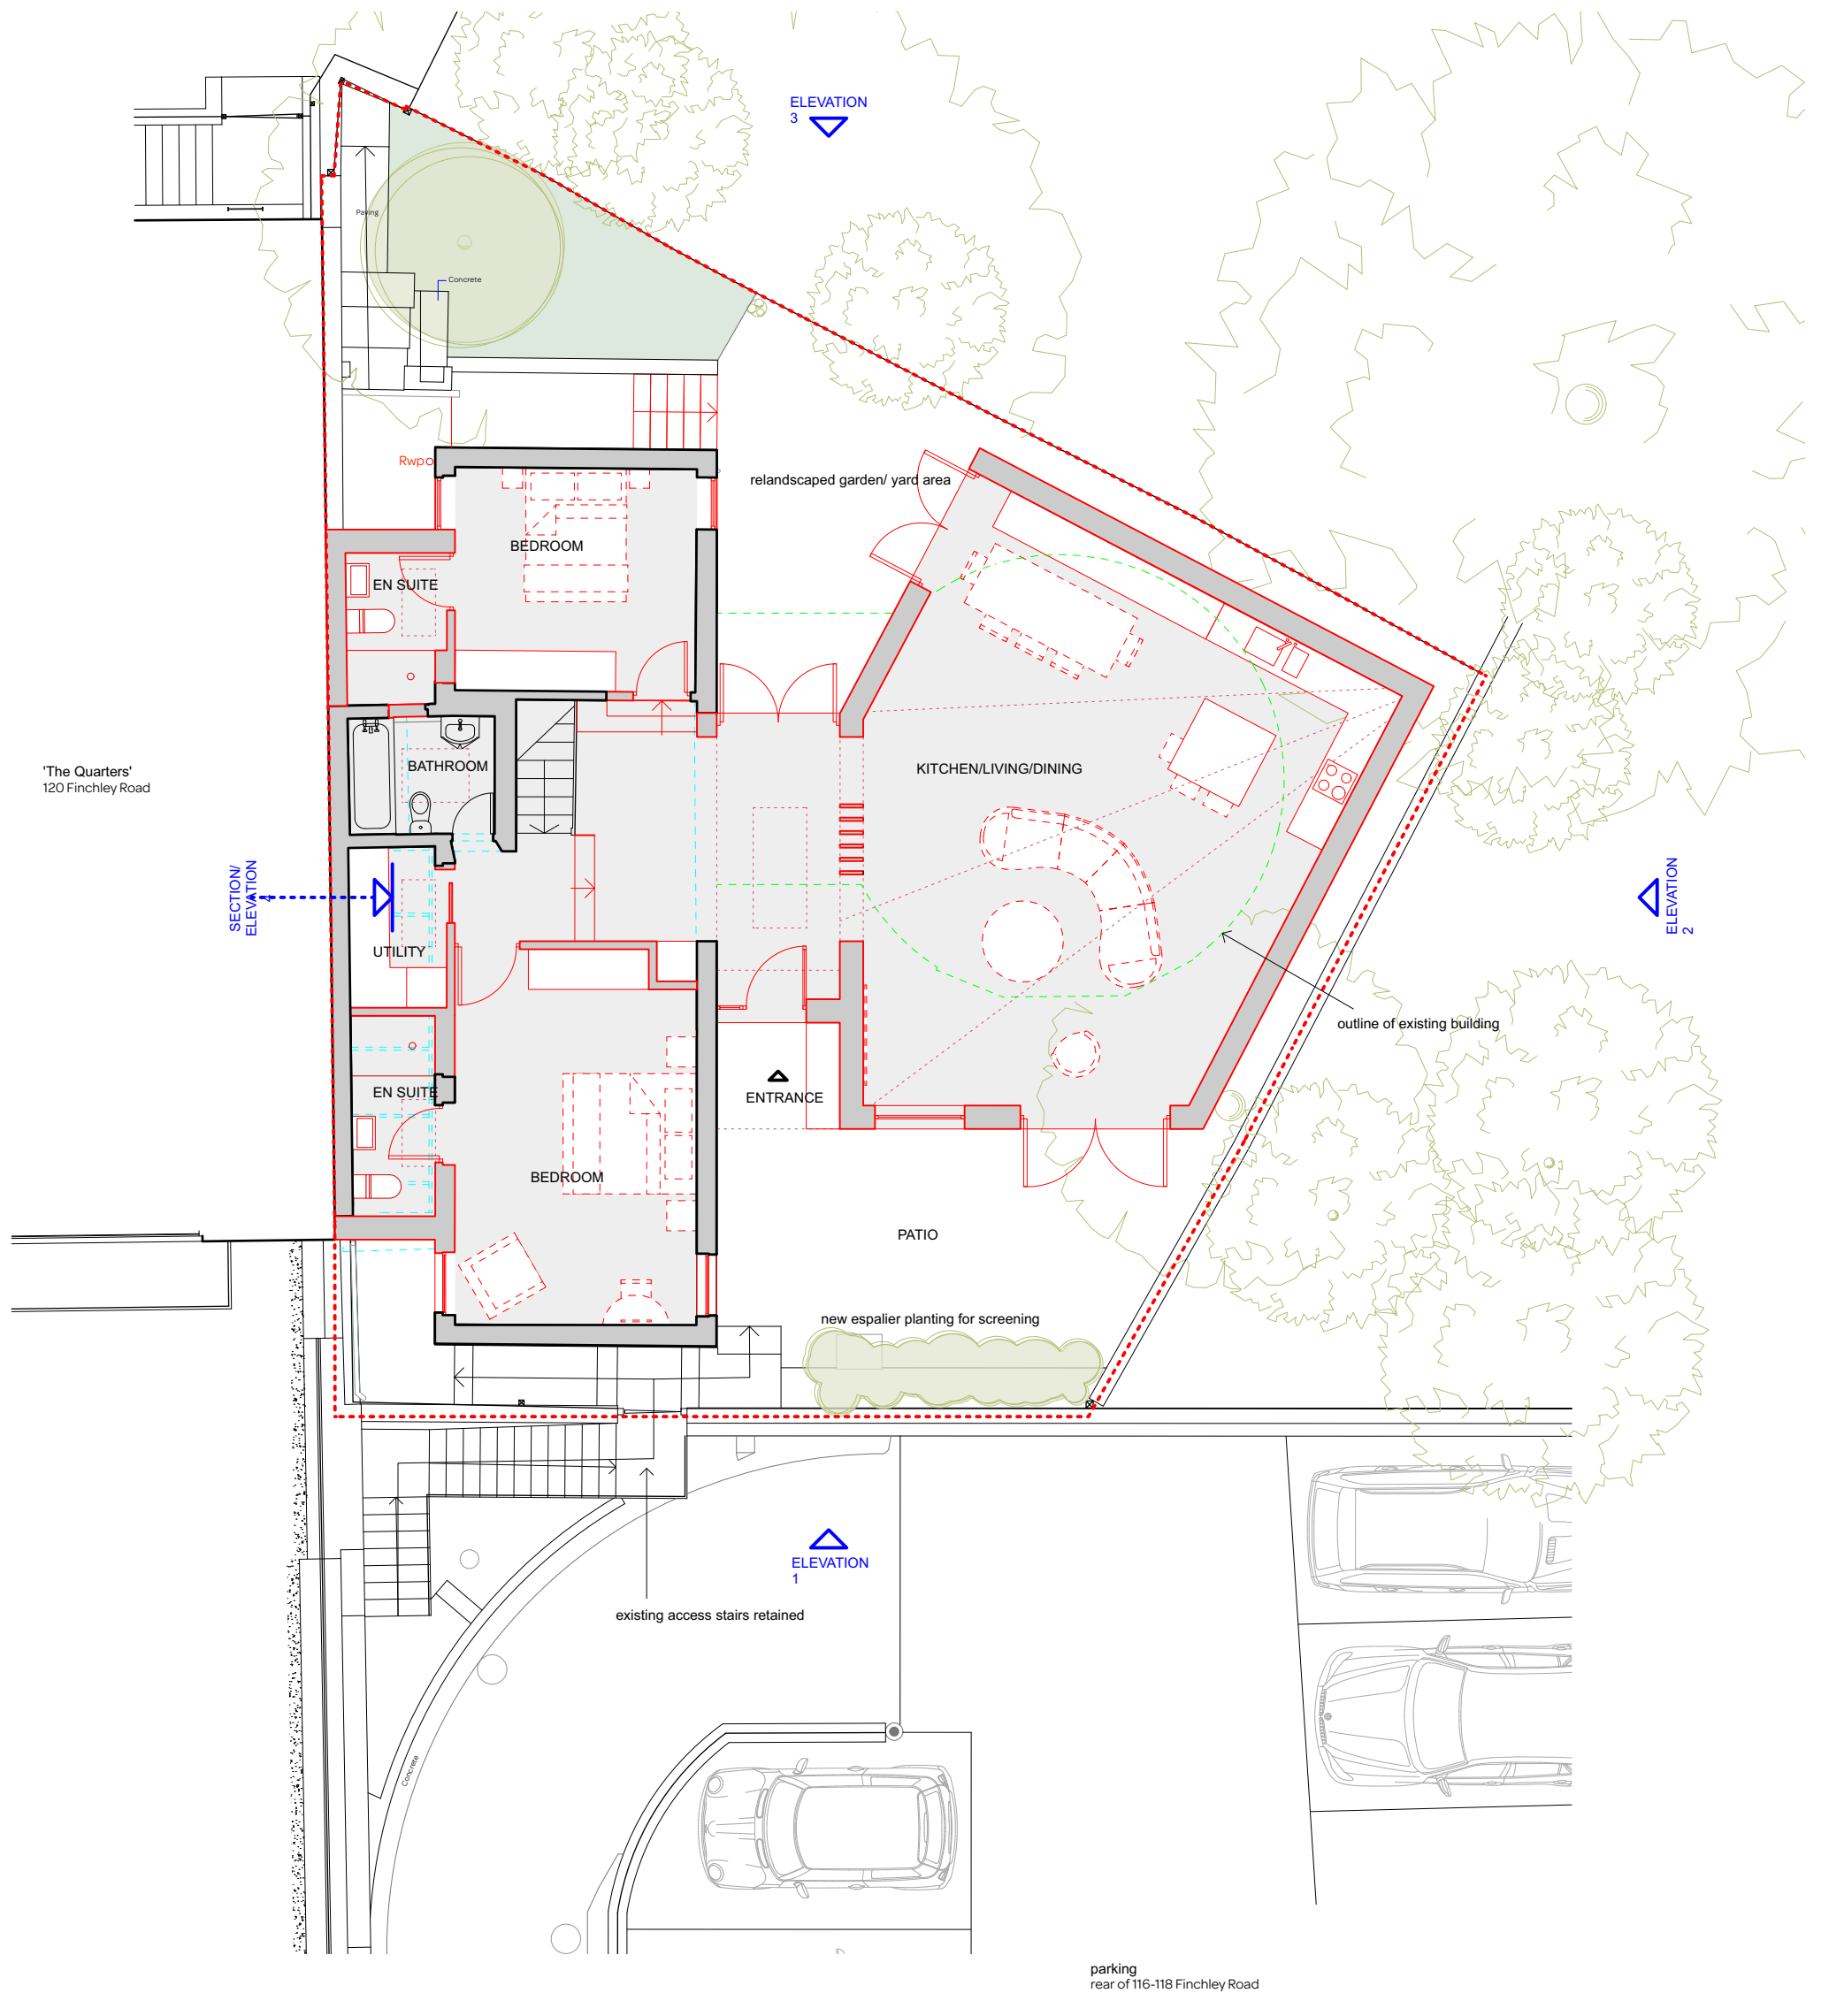 ELEVATION
3
Paving
Concrete
Rwp
relandscaped garden/ yard area
BEDROOM
EN SUITE
BATHROOM
KITCHEN/LIVING/DINING
'The Quarters'
120 Finchley Road
SECTION/
ELEVATION
4
ELEVATION
2
UTILITY
outline of existing building
EN SUITE
ENTRANCE
BEDROOM
PATIO
new espalier planting for screening
ELEVATION
1
existing access stairs retained
Concrete
parking
rear of 116-118 Finchley Road